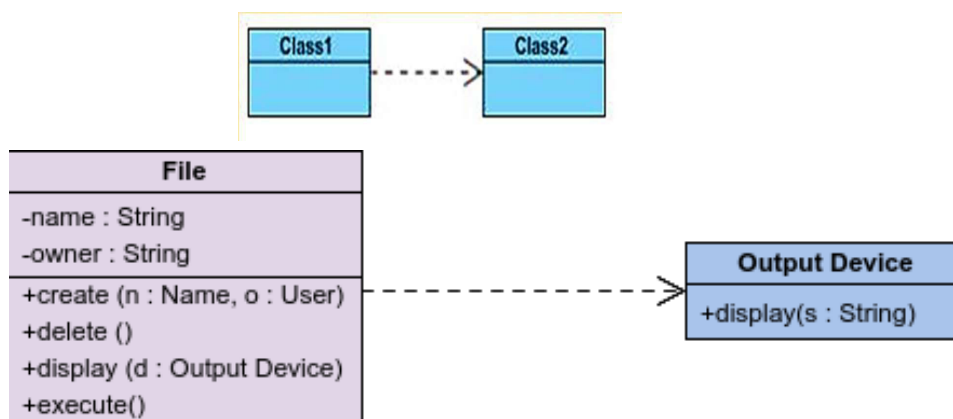 Class1
Class2
File
-name : String
-owner : String
+create (n : Name, o : User)
+delete ()
+display (d : Output Device)
+execute()
Output Device
+display(s : String)